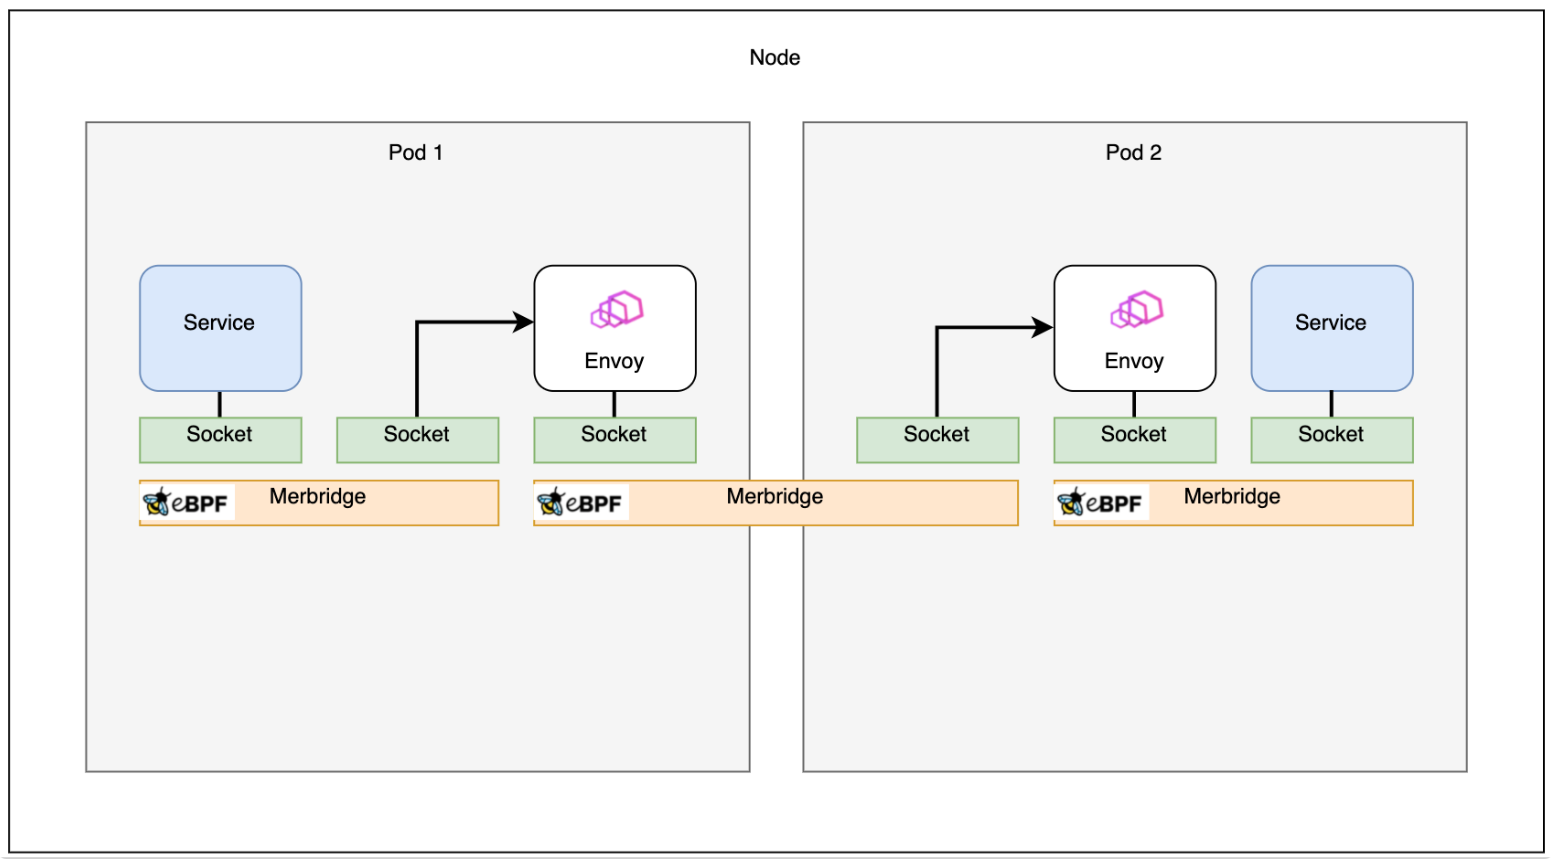 Node
Pod 1
Pod 2
Service
Envoy
Envoy
Service
Socket
Socket
Socket
Socket
Socket
Socket
eBPF
Merbridge
eBPF
Merbridge
eBPF
Merbridge